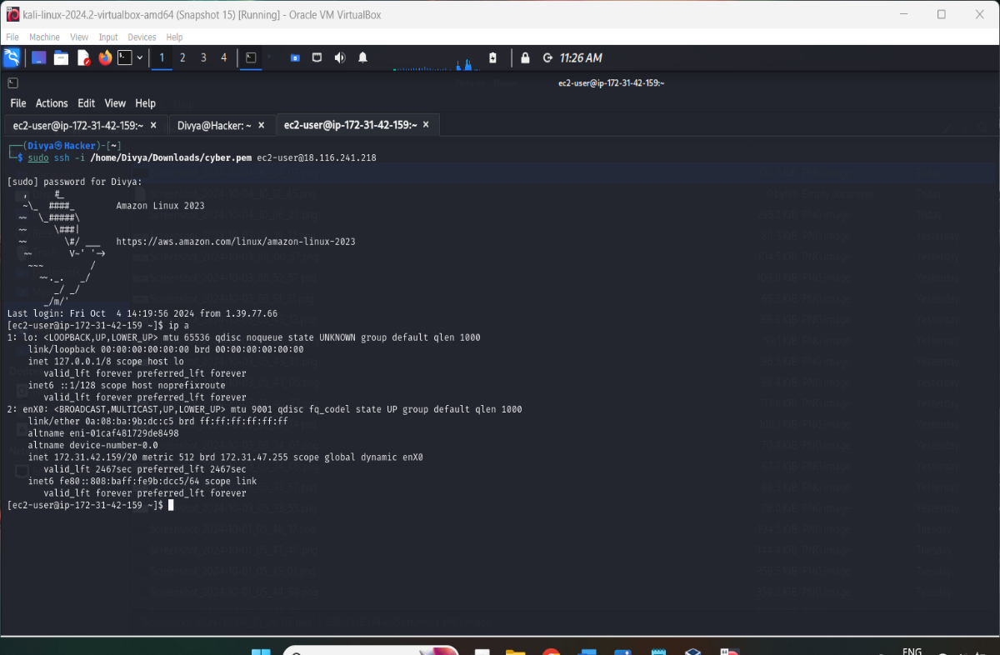 kali-linux-2024.2-virtualbox-amd64 (Snapshot 15) [Running] - Oracle VM VirtualBox
File Machine View Input Devices Help
1 2 3 4 11:26 AM
ec2-user@ip-172-31-42-159:~
File Actions Edit View Help
ec2-user@ip-172-31-42-159:~ × Divya@Hacker: ~ × ec2-user@ip-172-31-42-159:~ ×
┌──(Divya㉿Hacker)-[~]
└─$ sudo ssh -i /home/Divya/Downloads/cyber.pem ec2-user@18.116.241.218
[sudo] password for Divya:
   ,     #_
   ~\_  ####_        Amazon Linux 2023
  ~~  \_#####\
  ~~     \###|
  ~~       \#/ ___   https://aws.amazon.com/linux/amazon-linux-2023
   ~~       V~' '->
    ~~~         /
      ~~._.   _/
         _/ _/
       _/m/'
Last login: Fri Oct  4 14:19:56 2024 from 1.39.77.66
[ec2-user@ip-172-31-42-159 ~]$ ip a
1: lo: <LOOPBACK,UP,LOWER_UP> mtu 65536 qdisc noqueue state UNKNOWN group default qlen 1000
    link/loopback 00:00:00:00:00:00 brd 00:00:00:00:00:00
    inet 127.0.0.1/8 scope host lo
       valid_lft forever preferred_lft forever
    inet6 ::1/128 scope host noprefixroute
       valid_lft forever preferred_lft forever
2: enX0: <BROADCAST,MULTICAST,UP,LOWER_UP> mtu 9001 qdisc fq_codel state UP group default qlen 1000
    link/ether 0a:08:ba:9b:dc:c5 brd ff:ff:ff:ff:ff:ff
    altname eni-01caf481729de8498
    altname device-number-0.0
    inet 172.31.42.159/20 metric 512 brd 172.31.47.255 scope global dynamic enX0
       valid_lft 2467sec preferred_lft 2467sec
    inet6 fe80::808:baff:fe9b:dcc5/64 scope link
       valid_lft forever preferred_lft forever
[ec2-user@ip-172-31-42-159 ~]$
ENG